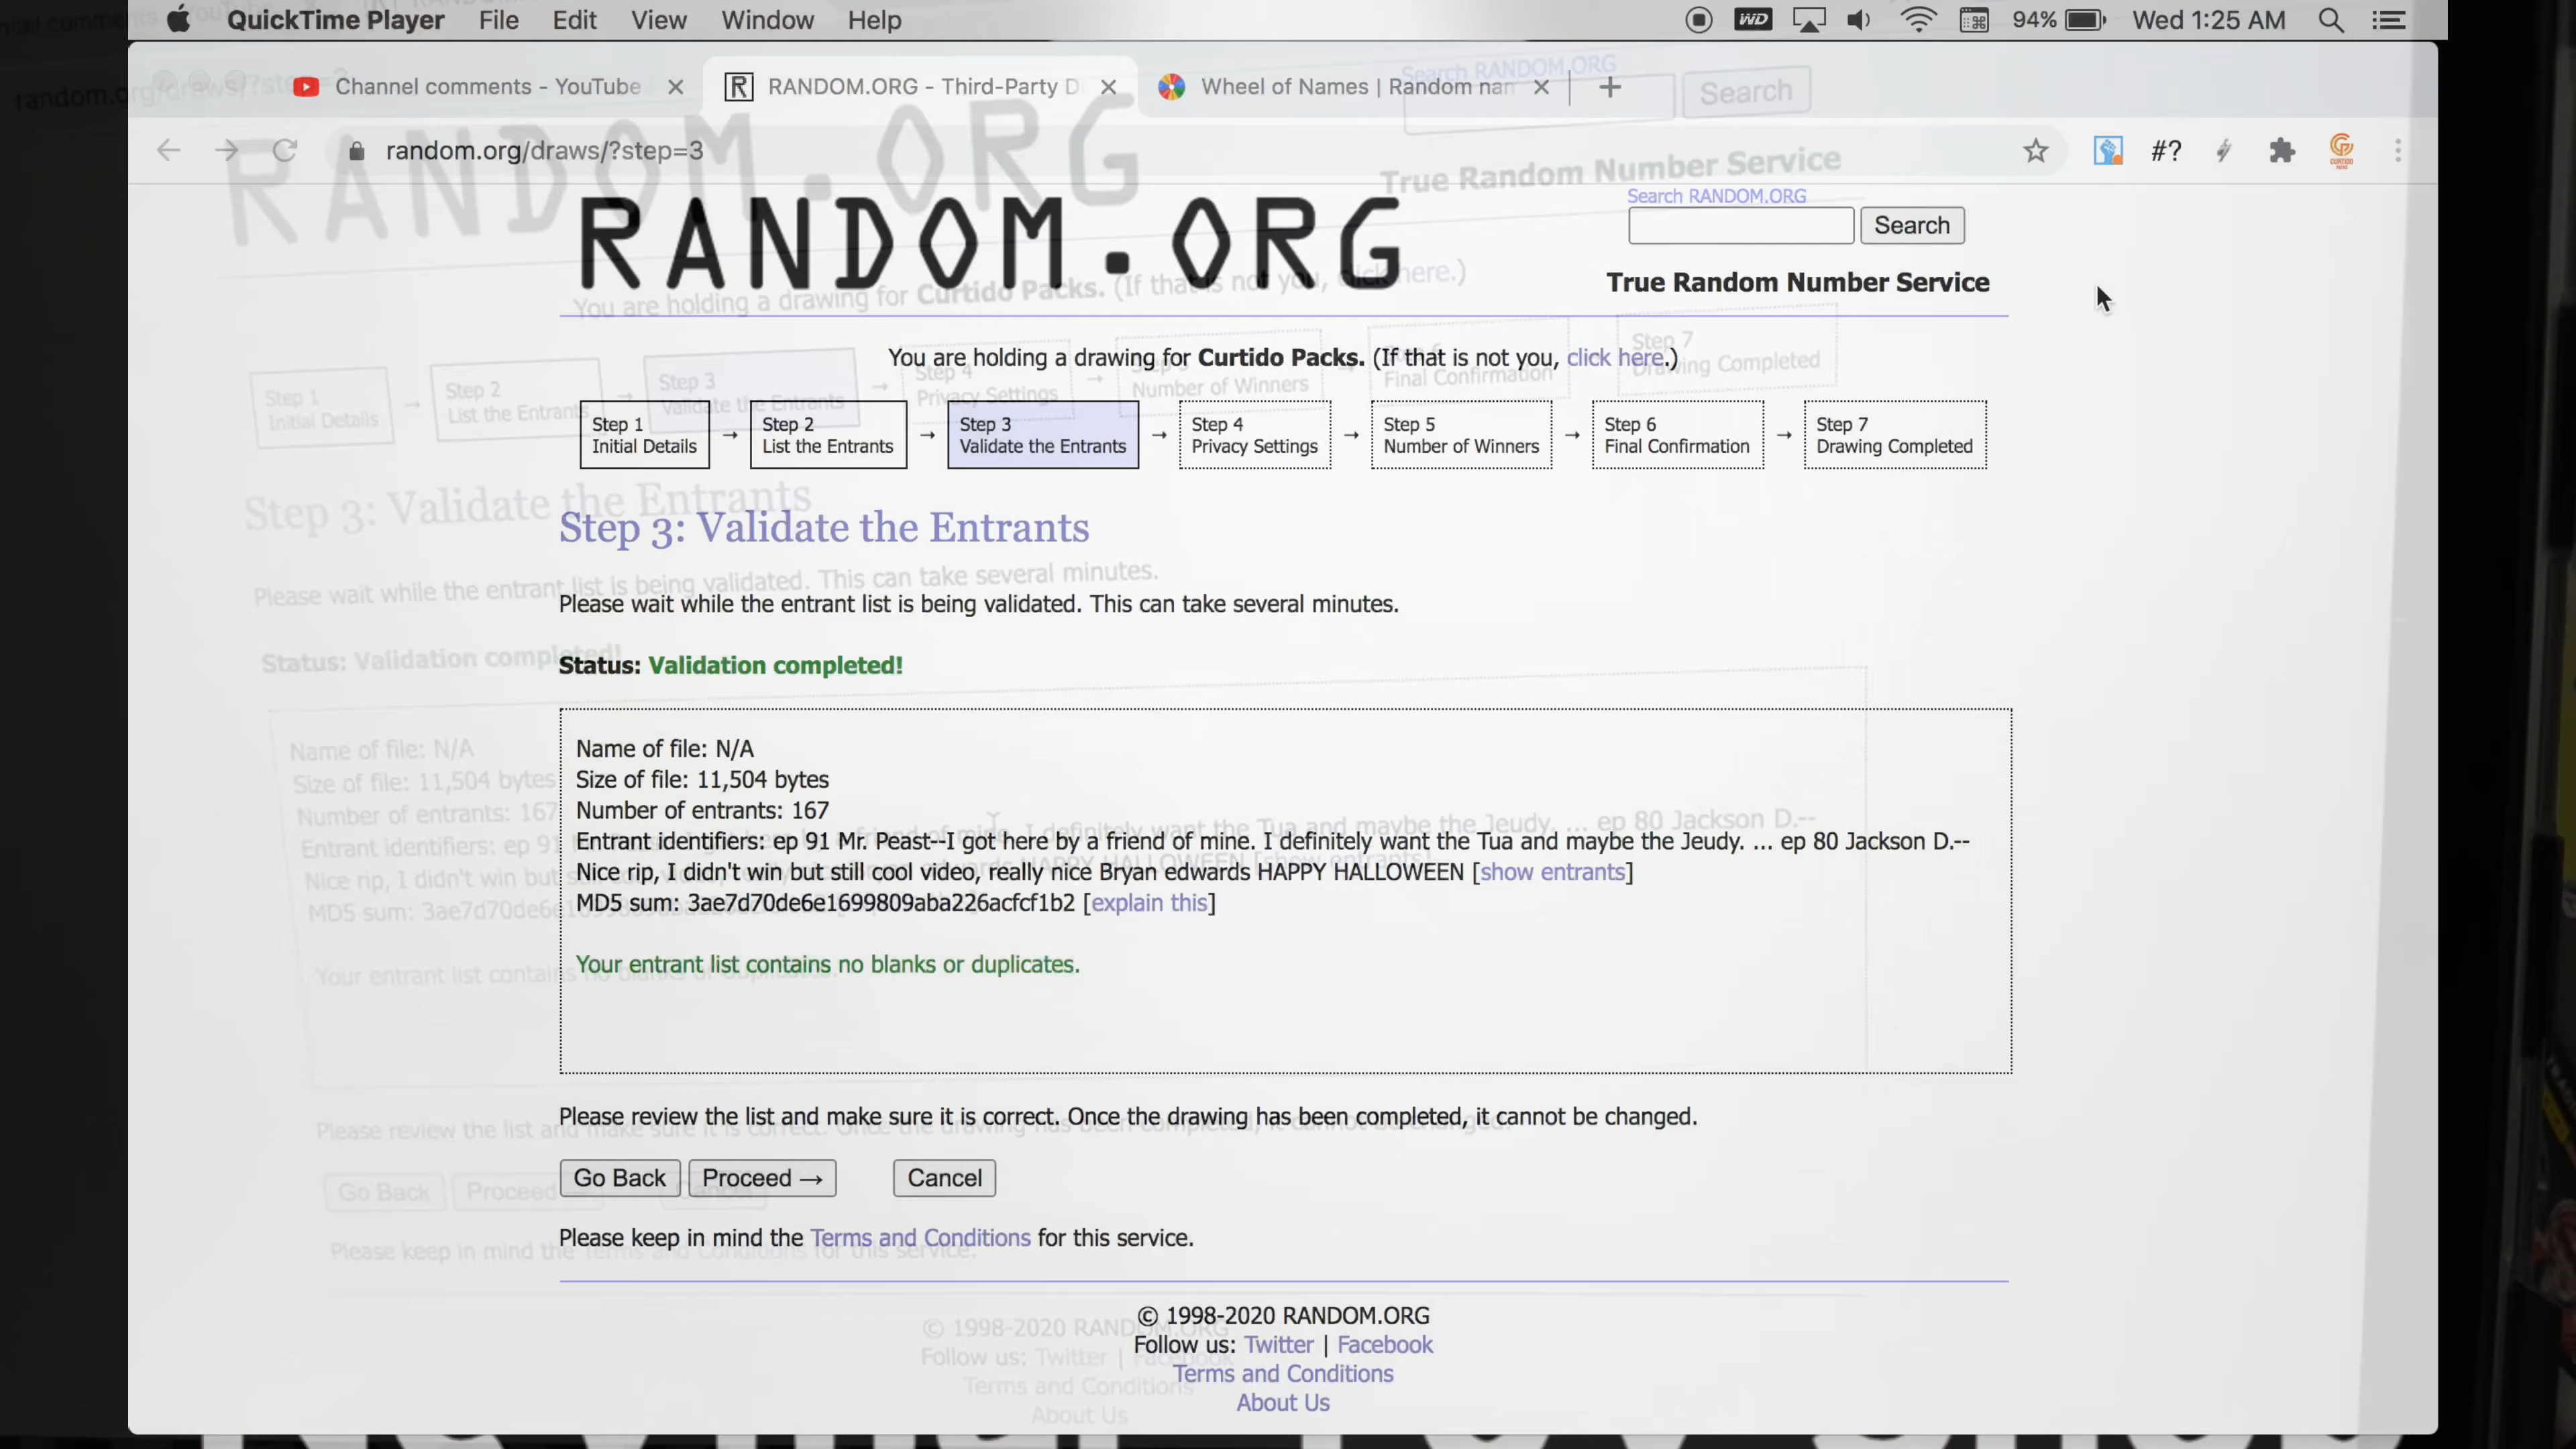 QuickTime Player File Edit View Window Help 94% Wed 1:25 AM
Channel comments - YouTube
RANDOM.ORG - Third-Party D
Wheel of Names | Random nam
random.org/draws/?step=3
#?
RANDOM.ORG
Search RANDOM.ORG
Search
True Random Number Service
You are holding a drawing for Curtido Packs. (If that is not you, click here.)
Step 1
Initial Details
Step 2
List the Entrants
Step 3
Validate the Entrants
Step 4
Privacy Settings
Step 5
Number of Winners
Step 6
Final Confirmation
Step 7
Drawing Completed
Step 3: Validate the Entrants
Please wait while the entrant list is being validated. This can take several minutes.
Status: Validation completed!
Name of file: N/A
Size of file: 11,504 bytes
Number of entrants: 167
Entrant identifiers: ep 91 Mr. Peast--I got here by a friend of mine. I definitely want the Tua and maybe the Jeudy. ... ep 80 Jackson D.--
Nice rip, I didn't win but still cool video, really nice Bryan edwards HAPPY HALLOWEEN [show entrants]
MD5 sum: 3ae7d70de6e1699809aba226acfcf1b2 [explain this]
Your entrant list contains no blanks or duplicates.
Please review the list and make sure it is correct. Once the drawing has been completed, it cannot be changed.
Go Back Proceed → Cancel
Please keep in mind the Terms and Conditions for this service.
© 1998-2020 RANDOM.ORG
Follow us: Twitter | Facebook
Terms and Conditions
About Us